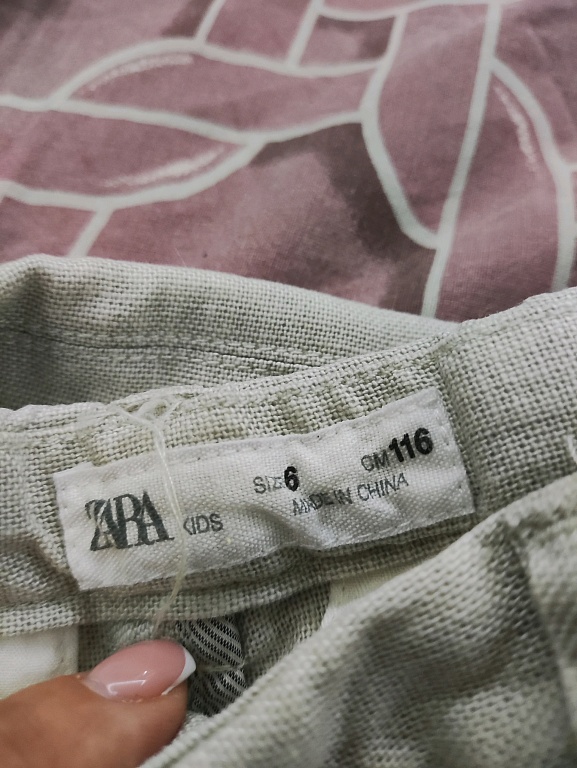 ZARA KIDS
SIZE 6 CM 116
MADE IN CHINA